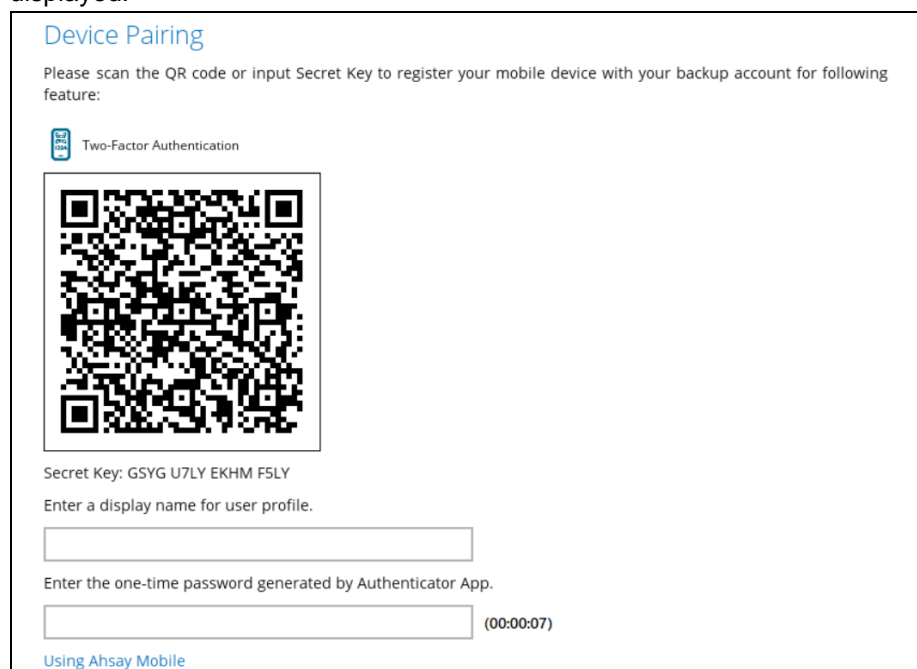 displayed.
Device Pairing
Please scan the QR code or input Secret Key to register your mobile device with your backup account for following
feature:
Two-Factor Authentication
Secret Key: GSYG U7LY EKHM F5LY
Enter a display name for user profile.
Enter the one-time password generated by Authenticator App.
(00:00:07)
Using Ahsay Mobile